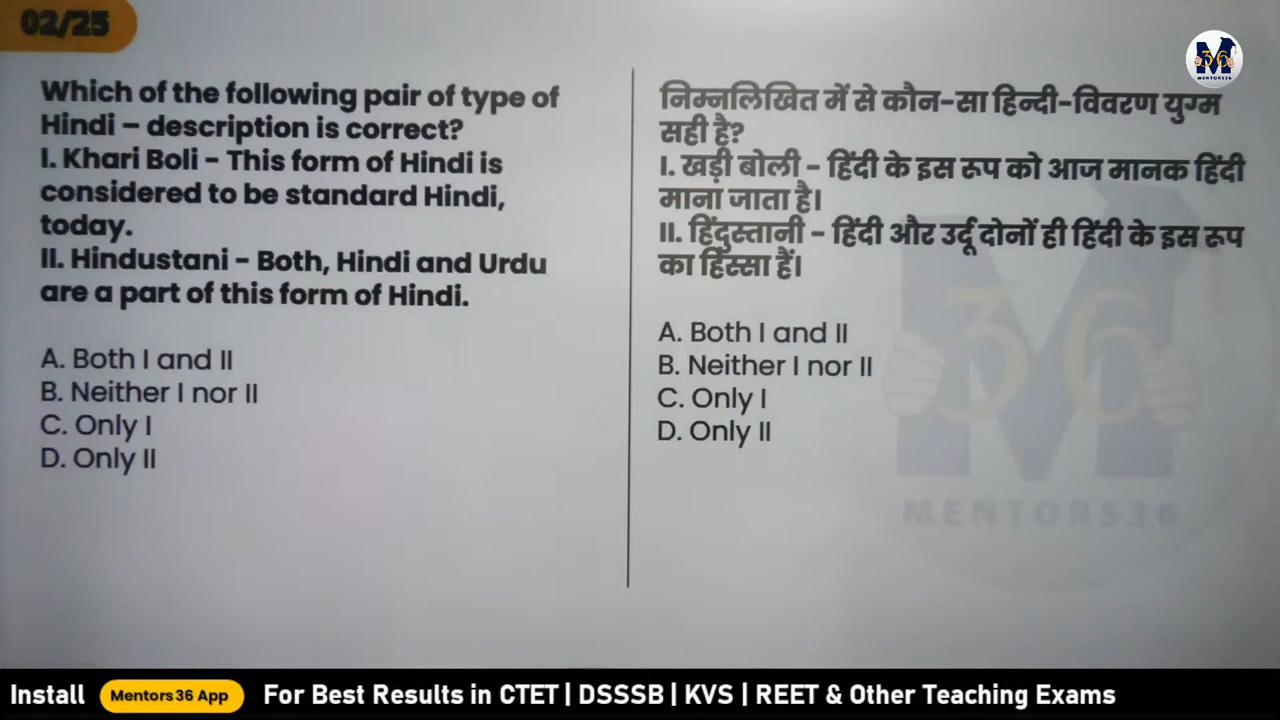 02/25
M
36
MENTORS36
Which of the following pair of type of
Hindi – description is correct?
I. Khari Boli - This form of Hindi is
considered to be standard Hindi,
today.
II. Hindustani - Both, Hindi and Urdu
are a part of this form of Hindi.
A. Both I and II
B. Neither I nor II
C. Only I
D. Only II
निम्नलिखित में से कौन-सा हिन्दी-विवरण युग्म
सही है?
I. खड़ी बोली - हिंदी के इस रूप को आज मानक हिंदी
माना जाता है।
II. हिंदुस्तानी - हिंदी और उर्दू दोनों ही हिंदी के इस रूप
का हिस्सा हैं।
A. Both I and II
B. Neither I nor II
C. Only I
D. Only II
M
36
MENTORS36
Install Mentors36 App For Best Results in CTET | DSSSB | KVS | REET & Other Teaching Exams